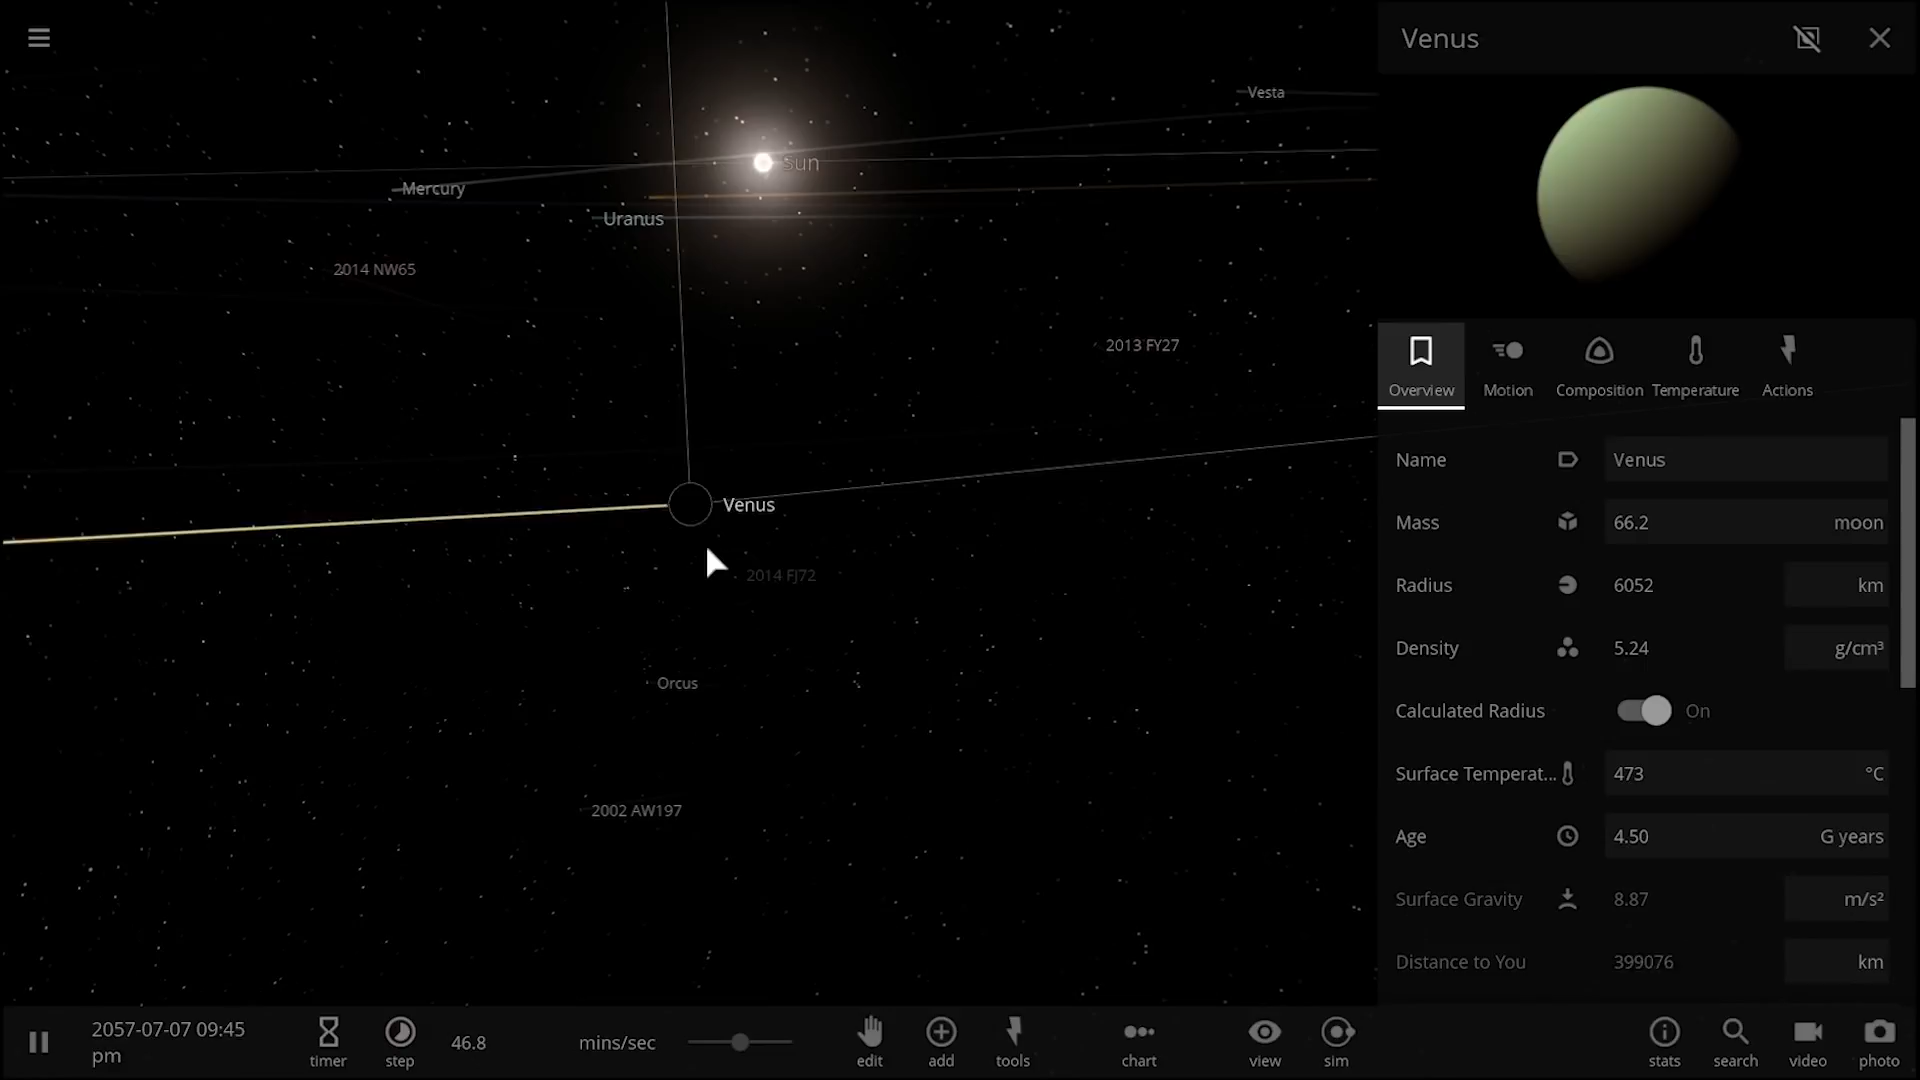 Venus
Vesta
Sun
Mercury
Uranus
2014 NW65
2013 FY27
Overview
Motion
Composition
Temperature
Actions
Name
Venus
Mass
66.2
moon
Venus
2014 FJ72
Radius
6052
km
Density
5.24
g/cm³
Orcus
Calculated Radius
On
Surface Temperat...
473
°C
2002 AW197
Age
4.50
G years
Surface Gravity
8.87
m/s²
Distance to You
399076
km
2057-07-07 09:45
pm
timer
step
46.8
mins/sec
edit
add
tools
chart
view
sim
stats
search
video
photo